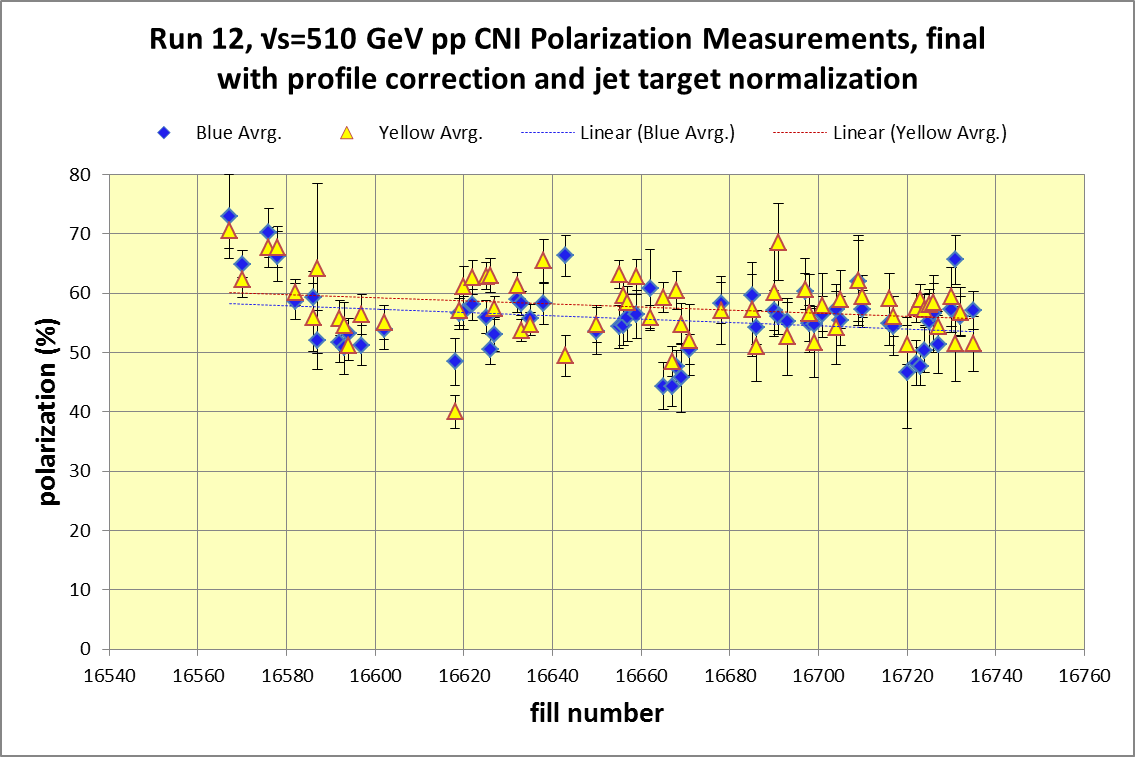 Run 12, √s=510 GeV pp CNI Polarization Measurements, final
with profile correction and jet target normalization
Blue Avrg. Yellow Avrg. Linear (Blue Avrg.) Linear (Yellow Avrg.)
80
70
60
50
40
30
20
10
0
polarization (%)
16540 16560 16580 16600 16620 16640 16660 16680 16700 16720 16740 16760
fill number